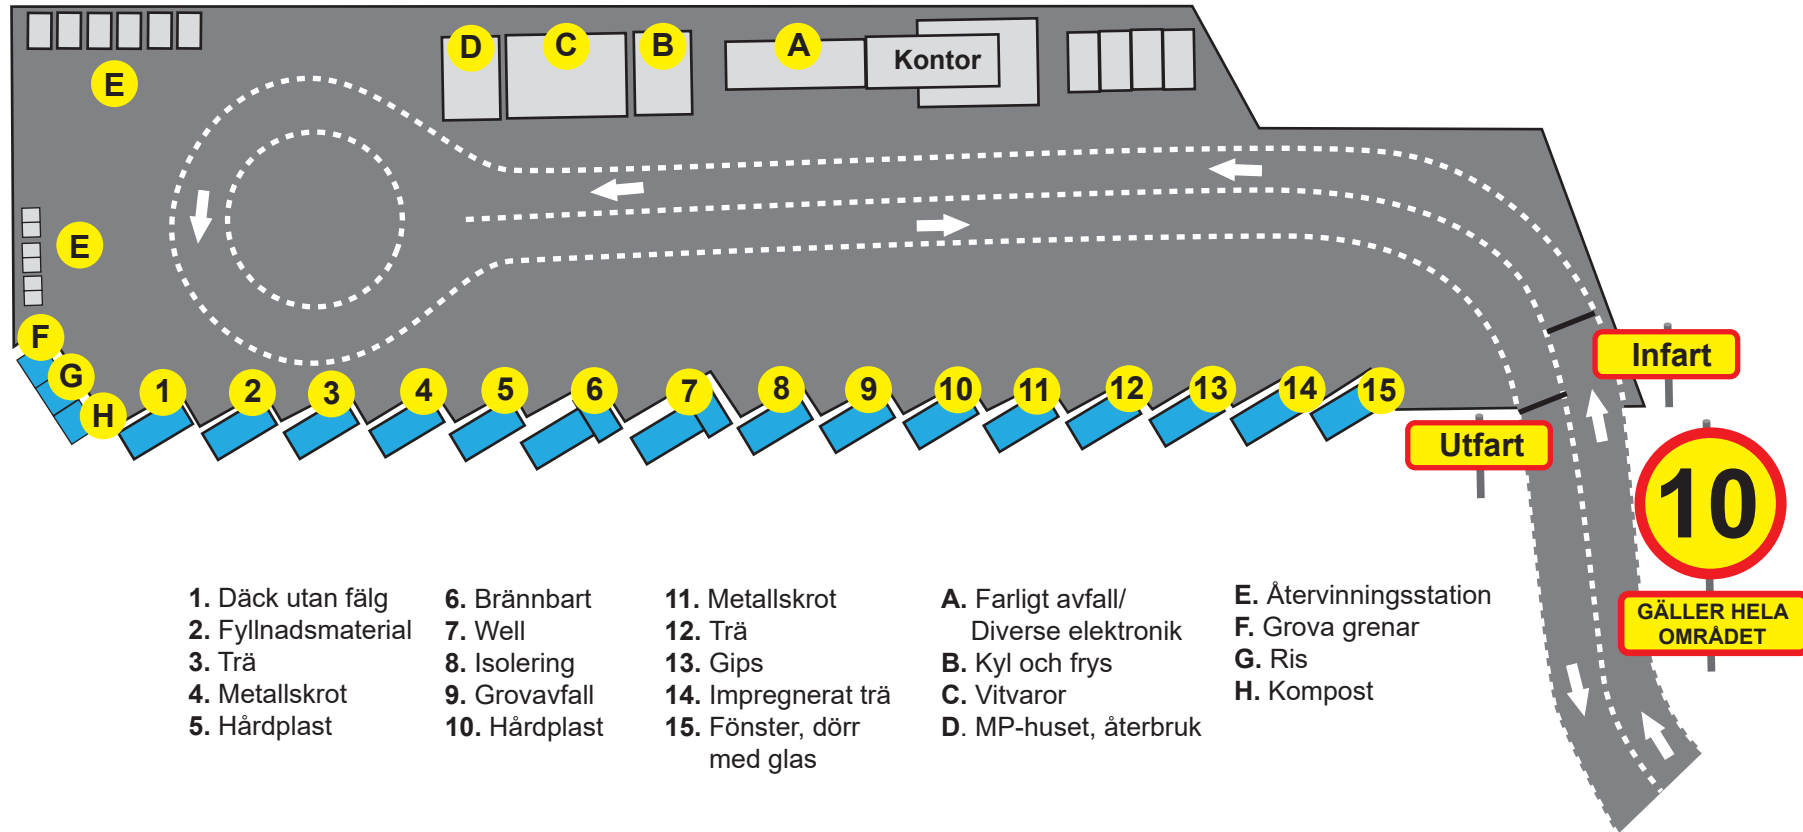 D
C
B
A
Kontor
E
E
F
G
H
1
2
3
4
5
6
7
8
9
10
11
12
13
14
15
Infart
Utfart
10
GÄLLER HELA
OMRÅDET
1. Däck utan fälg
2. Fyllnadsmaterial
3. Trä
4. Metallskrot
5. Hårdplast
6. Brännbart
7. Well
8. Isolering
9. Grovavfall
10. Hårdplast
11. Metallskrot
12. Trä
13. Gips
14. Impregnerat trä
15. Fönster, dörr
med glas
A. Farligt avfall/
Diverse elektronik
B. Kyl och frys
C. Vitvaror
D. MP-huset, återbruk
E. Återvinningsstation
F. Grova grenar
G. Ris
H. Kompost